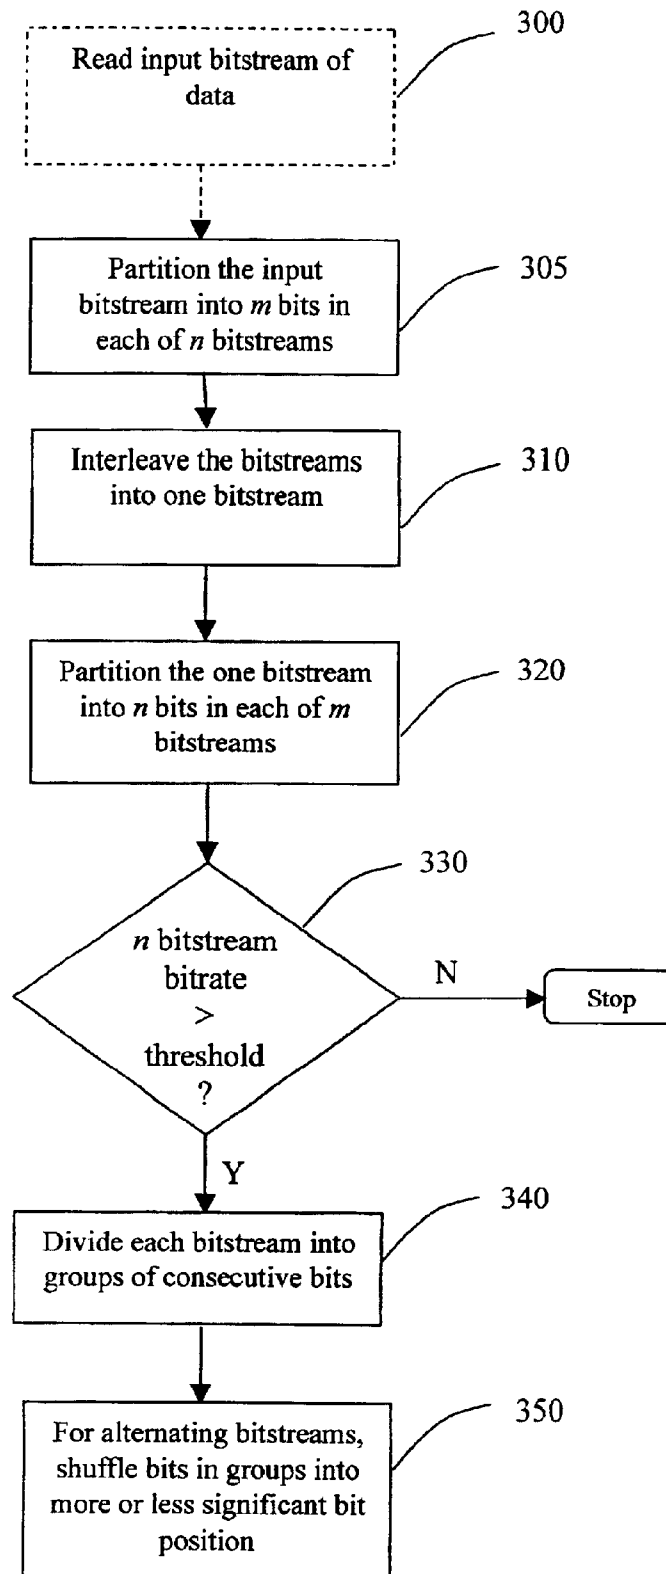 300
Read input bitstream of
data
305
Partition the input
bitstream into m bits in
each of n bitstreams
310
Interleave the bitstreams
into one bitstream
320
Partition the one bitstream
into n bits in each of m
bitstreams
330
n bitstream
bitrate
>
threshold
?
N
Stop
Y
340
Divide each bitstream into
groups of consecutive bits
350
For alternating bitstreams,
shuffle bits in groups into
more or less significant bit
position